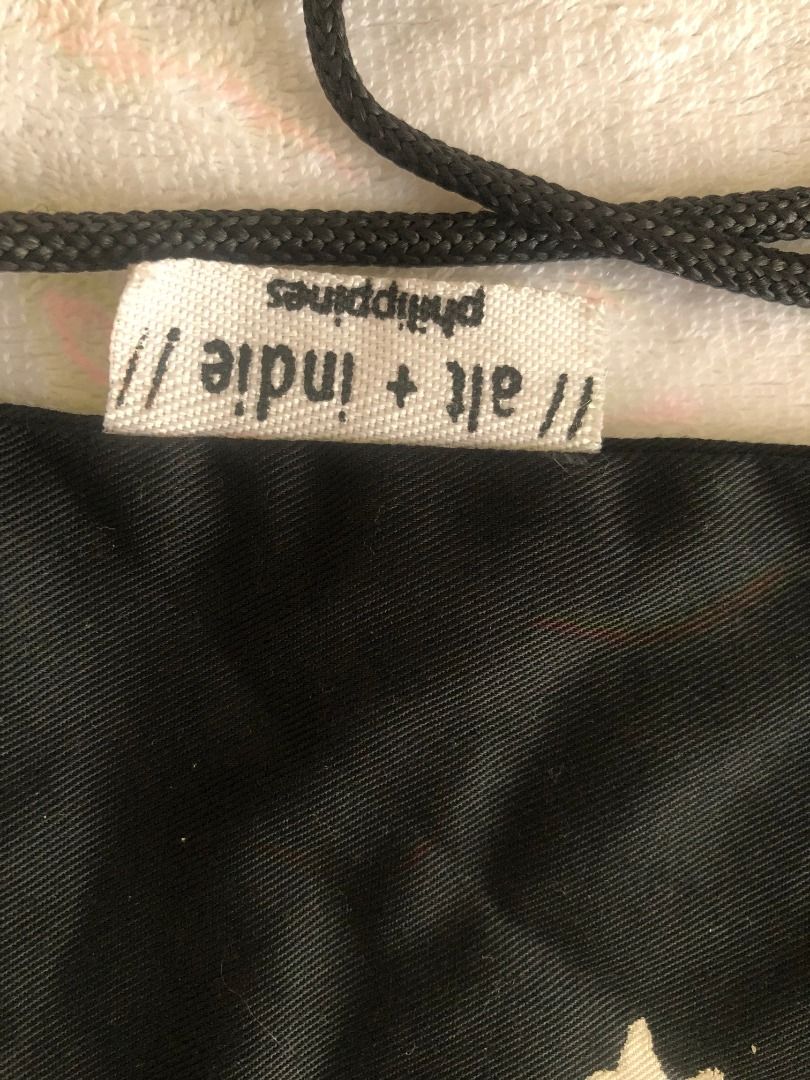 // alt + indie //
philippines